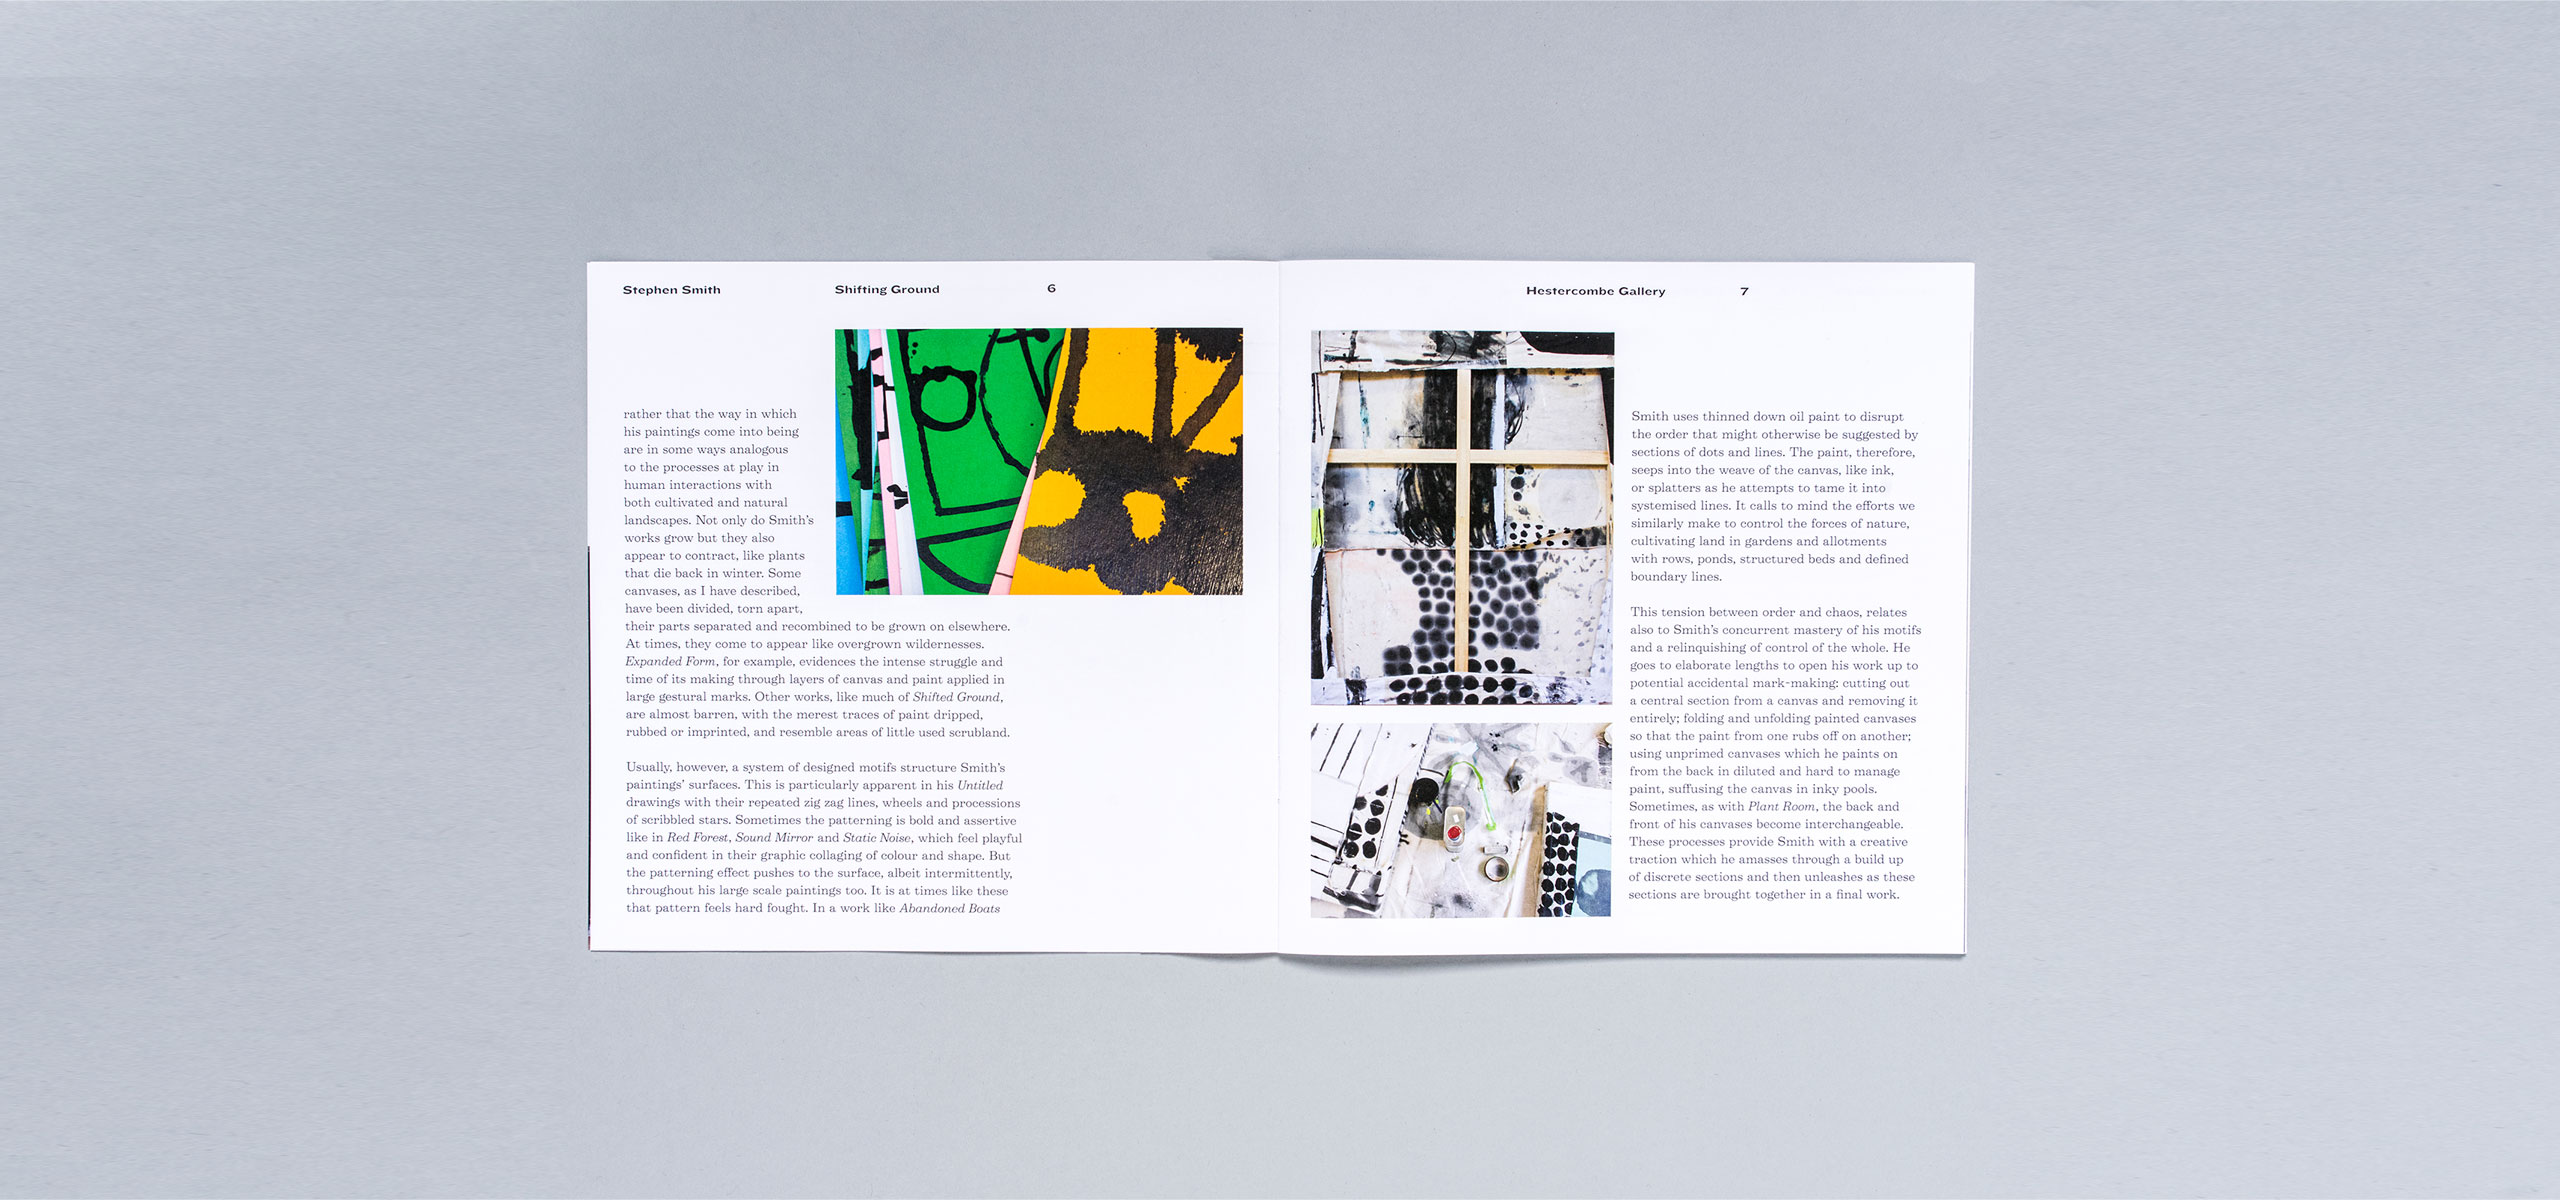 Stephen Smith
Shifting Ground
6
rather that the way in which
his paintings come into being
are in some ways analogous
to the processes at play in
human interactions with
both cultivated and natural
landscapes. Not only do Smith's
works grow but they also
appear to contract, like plants
that die back in winter. Some
canvases, as I have described,
have been divided, torn apart,
their parts separated and recombined to be grown on elsewhere.
At times, they come to appear like overgrown wildernesses.
Expanded Form, for example, evidences the intense struggle and
time of its making through layers of canvas and paint applied in
large gestural marks. Other works, like much of Shifted Ground,
are almost barren, with the merest traces of paint dripped,
rubbed or imprinted, and resemble areas of little used scrubland.
Usually, however, a system of designed motifs structure Smith's
paintings' surfaces. This is particularly apparent in his Untitled
drawings with their repeated zig zag lines, wheels and processions
of scribbled stars. Sometimes the patterning is bold and assertive
like in Red Forest, Sound Mirror and Static Noise, which feel playful
and confident in their graphic collaging of colour and shape. But
the patterning effect pushes to the surface, albeit intermittently,
throughout his large scale paintings too. It is at times like these
that pattern feels hard fought. In a work like Abandoned Boats
Hestercombe Gallery
7
Smith uses thinned down oil paint to disrupt
the order that might otherwise be suggested by
sections of dots and lines. The paint, therefore,
seeps into the weave of the canvas, like ink,
or splatters as he attempts to tame it into
systemised lines. It calls to mind the efforts we
similarly make to control the forces of nature,
cultivating land in gardens and allotments
with rows, ponds, structured beds and defined
boundary lines.
This tension between order and chaos, relates
also to Smith's concurrent mastery of his motifs
and a relinquishing of control of the whole. He
goes to elaborate lengths to open his work up to
potential accidental mark-making: cutting out
a central section from a canvas and removing it
entirely; folding and unfolding painted canvases
so that the paint from one rubs off on another;
using unprimed canvases which he paints on
from the back in diluted and hard to manage
paint, suffusing the canvas in inky pools.
Sometimes, as with Plant Room, the back and
front of his canvases become interchangeable.
These processes provide Smith with a creative
traction which he amasses through a build up
of discrete sections and then unleashes as these
sections are brought together in a final work.